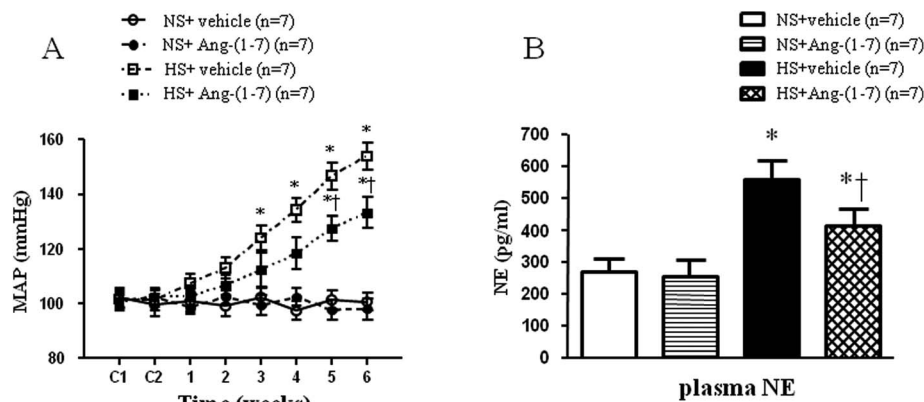 A
NS+ vehicle (n=7)
NS+ Ang-(1-7) (n=7)
HS+ vehicle (n=7)
HS+ Ang-(1-7) (n=7)
MAP (mmHg)
160
140
120
100
80
*
*
*
*
*†
*†
C1 C2 1 2 3 4 5 6
Time (weeks)
B
NS+vehicle (n=7)
NS+Ang-(1-7) (n=7)
HS+vehicle (n=7)
HS+Ang-(1-7) (n=7)
NE (pg/ml)
700
600
500
400
300
200
100
0
*
*†
plasma NE